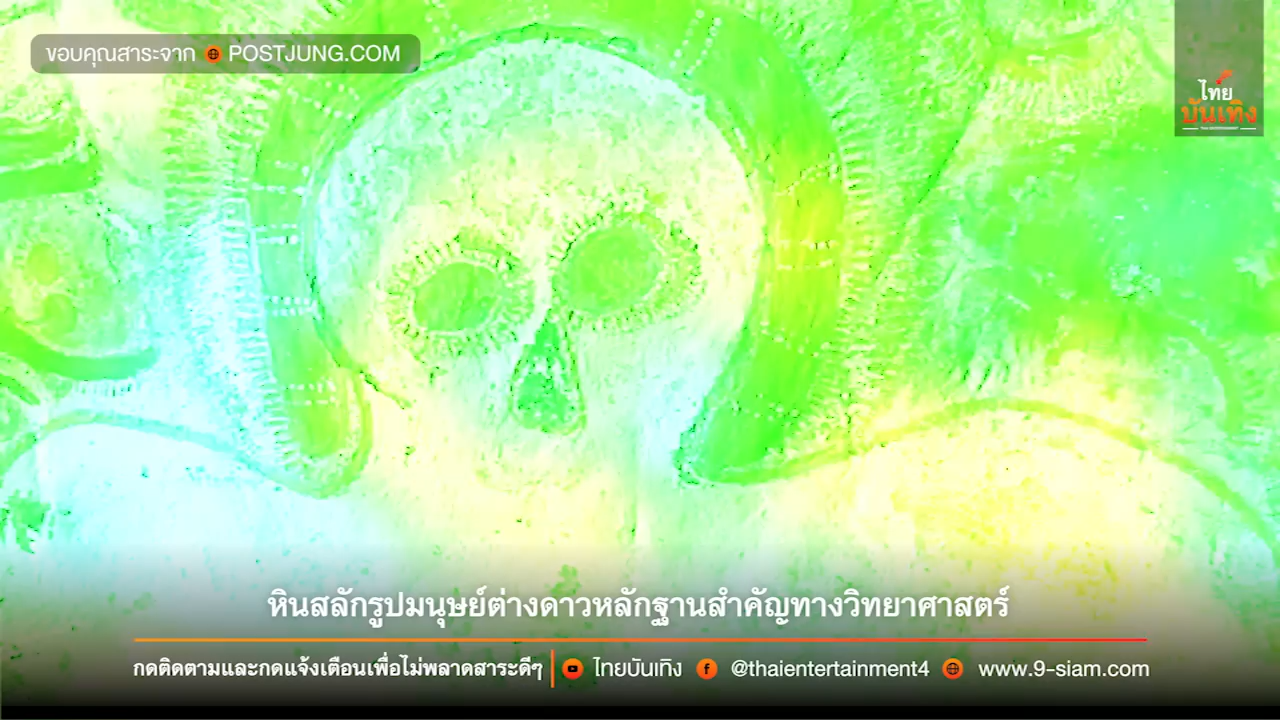 ขอบคุณสาระจาก POSTJUNG.COM
ไทย
บันเทิง
THAI ENTERTAINMENT
หินสลักรูปมนุษย์ต่างดาวหลักฐานสำคัญทางวิทยาศาสตร์
กดติดตามและกดแจ้งเตือนเพื่อไม่พลาดสาระดีๆ ไทยบันเทิง @thaientertainment4 www.9-siam.com